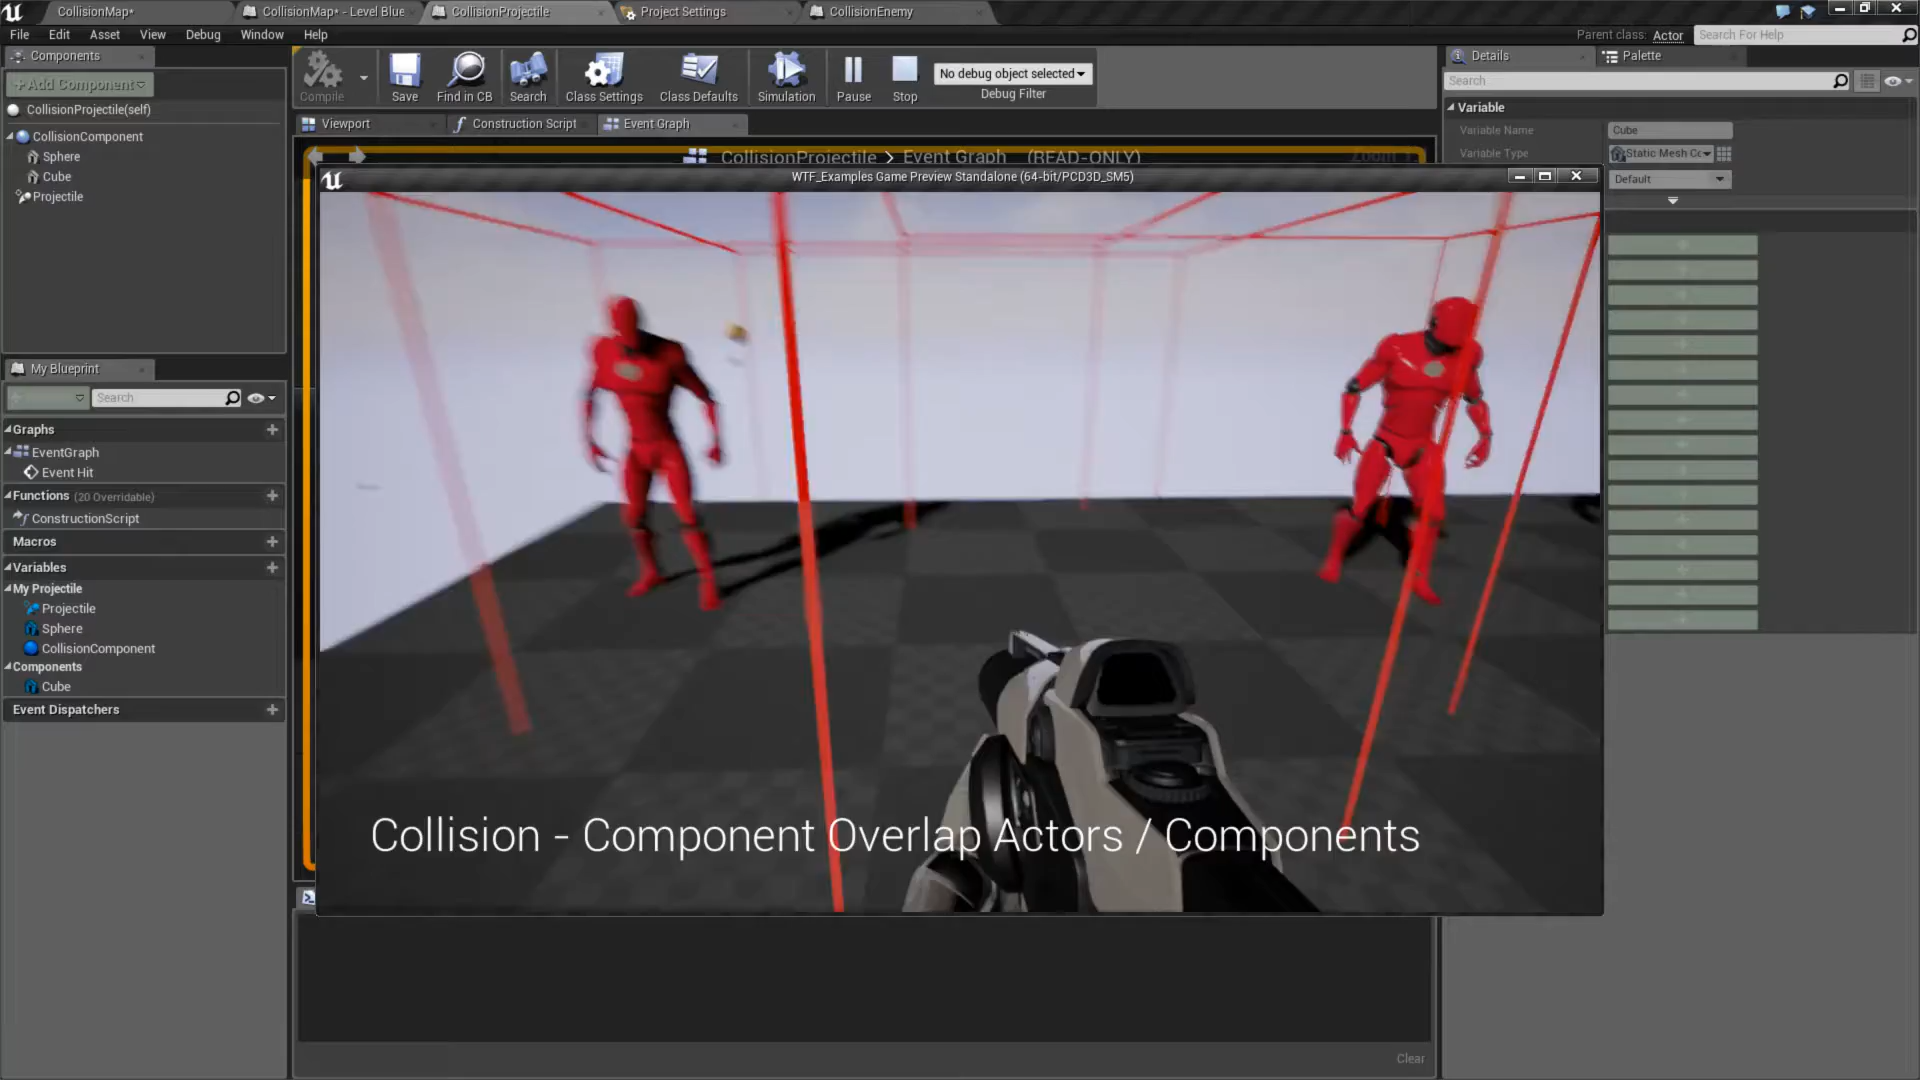 CollisionMap*
CollisionMap* - Level Blue
CollisionProjectile
Project Settings
CollisionEnemy
File Edit Asset View Debug Window Help
Parent class: Actor
Search For Help
Components
+Add Component
CollisionProjectile(self)
CollisionComponent
Sphere
Cube
Projectile
Compile
Save
Find in CB
Search
Class Settings
Class Defaults
Simulation
Pause
Stop
No debug object selected
Debug Filter
Viewport
Construction Script
Event Graph
CollisionProjectile > Event Graph (READ-ONLY)
WTF_Examples Game Preview Standalone (64-bit/PCD3D_SM5)
Collision - Component Overlap Actors / Components
Clear
My Blueprint
Search
Graphs
EventGraph
Event Hit
Functions (20 Overridable)
ConstructionScript
Macros
Variables
My Projectile
Projectile
Sphere
CollisionComponent
Components
Cube
Event Dispatchers
Details
Palette
Search
Variable
Variable Name
Cube
Variable Type
Static Mesh Cc
Default